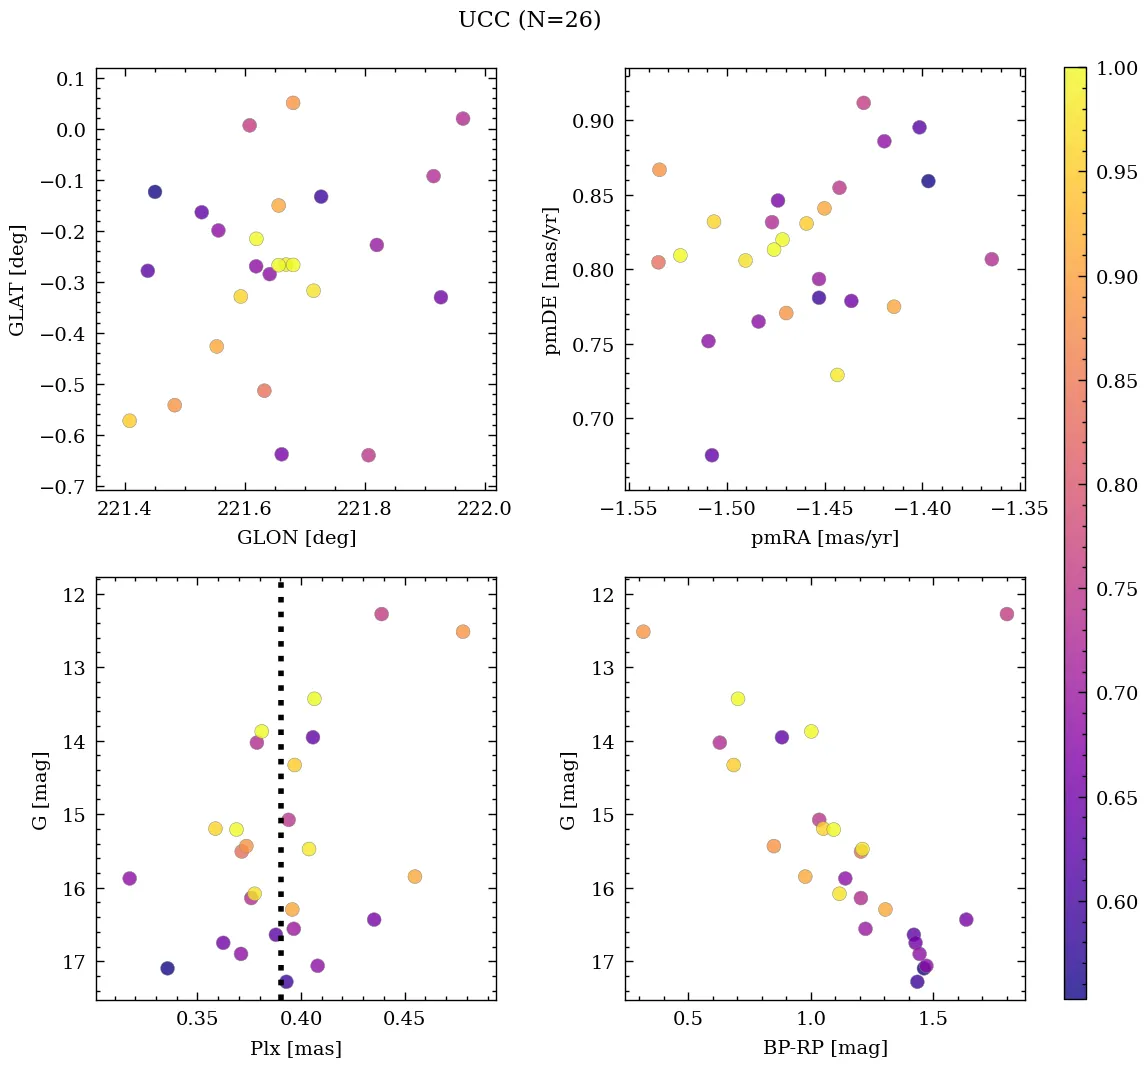 UCC (N=26)
0.1
0.0
−0.1
−0.2
−0.3
−0.4
−0.5
−0.6
−0.7
GLAT [deg]
221.4 221.6 221.8 222.0
GLON [deg]
0.90
0.85
0.80
0.75
0.70
pmDE [mas/yr]
−1.55 −1.50 −1.45 −1.40 −1.35
pmRA [mas/yr]
12
13
14
15
16
17
G [mag]
0.35 0.40 0.45
Plx [mas]
12
13
14
15
16
17
G [mag]
0.5 1.0 1.5
BP-RP [mag]
1.00
0.95
0.90
0.85
0.80
0.75
0.70
0.65
0.60